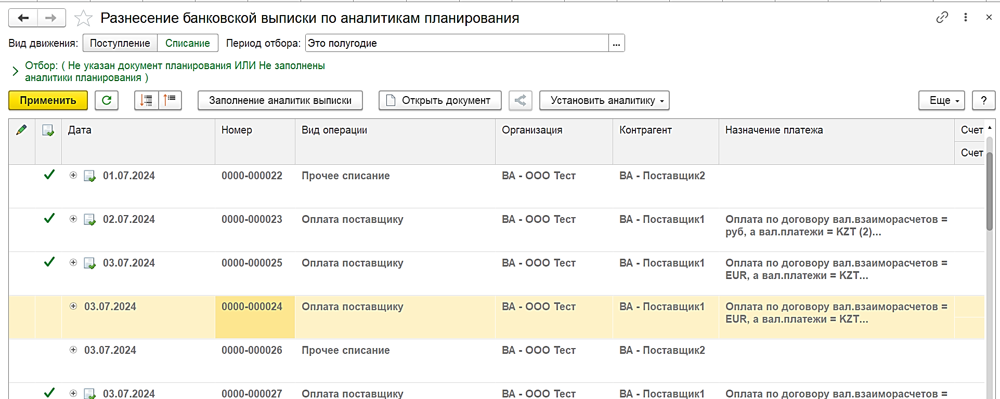 Разнесение банковской выписки по аналитикам планирования
Вид движения: Поступление Списание Период отбора: Это полугодие ...
Отбор: ( Не указан документ планирования ИЛИ Не заполнены
аналитики планирования )
Применить Заполнение аналитик выписки Открыть документ Установить аналитику Еще ?
Дата Номер Вид операции Организация Контрагент Назначение платежа Счет
Счет
01.07.2024 0000-000022 Прочее списание ВА - ООО Тест ВА - Поставщик2
02.07.2024 0000-000023 Оплата поставщику ВА - ООО Тест ВА - Поставщик1 Оплата по договору вал.взаиморасчетов =
руб, а вал.платежи = KZT (2)...
03.07.2024 0000-000025 Оплата поставщику ВА - ООО Тест ВА - Поставщик1 Оплата по договору вал.взаиморасчетов =
EUR, а вал.платежи = KZT...
03.07.2024 0000-000024 Оплата поставщику ВА - ООО Тест ВА - Поставщик1 Оплата по договору вал.взаиморасчетов =
EUR, а вал.платежи = KZT...
03.07.2024 0000-000026 Прочее списание ВА - ООО Тест ВА - Поставщик2
03.07.2024 0000-000027 Оплата поставщику ВА - ООО Тест ВА - Поставщик1 Оплата по договору вал.взаиморасчетов =